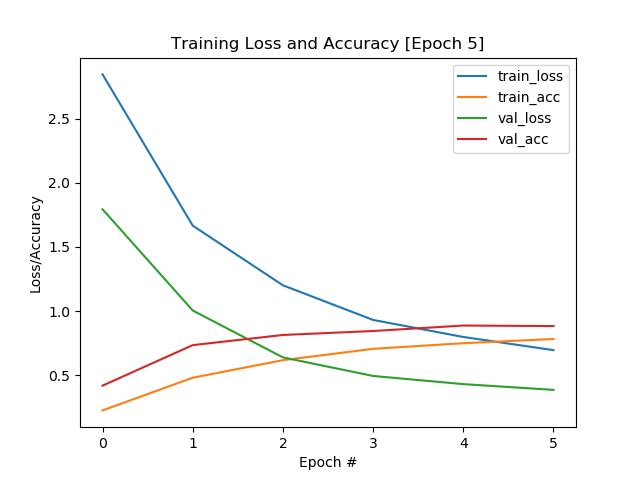 Training Loss and Accuracy [Epoch 5]
train_loss
train_acc
val_loss
val_acc
2.5
2.0
1.5
1.0
0.5
Loss/Accuracy
0 1 2 3 4 5
Epoch #